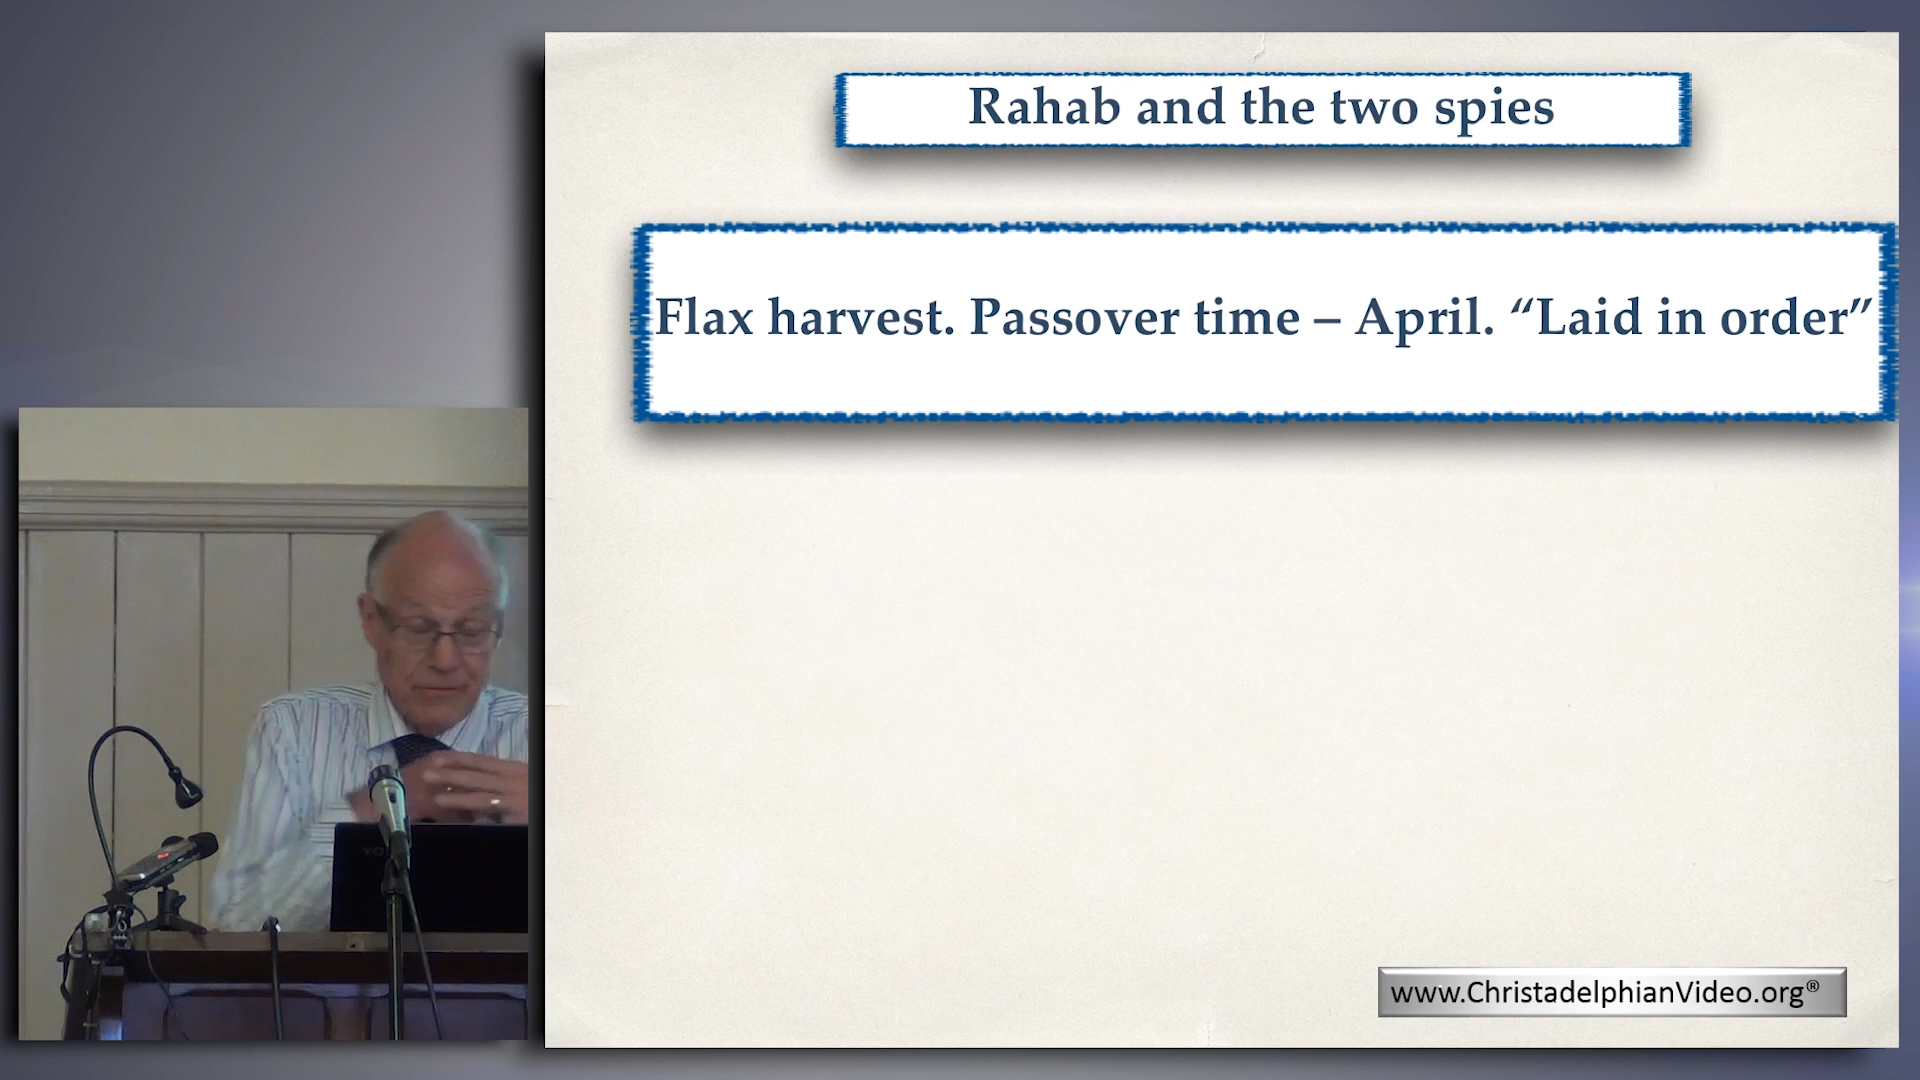 Rahab and the two spies
Flax harvest. Passover time – April. “Laid in order”
www.ChristadelphianVideo.org®